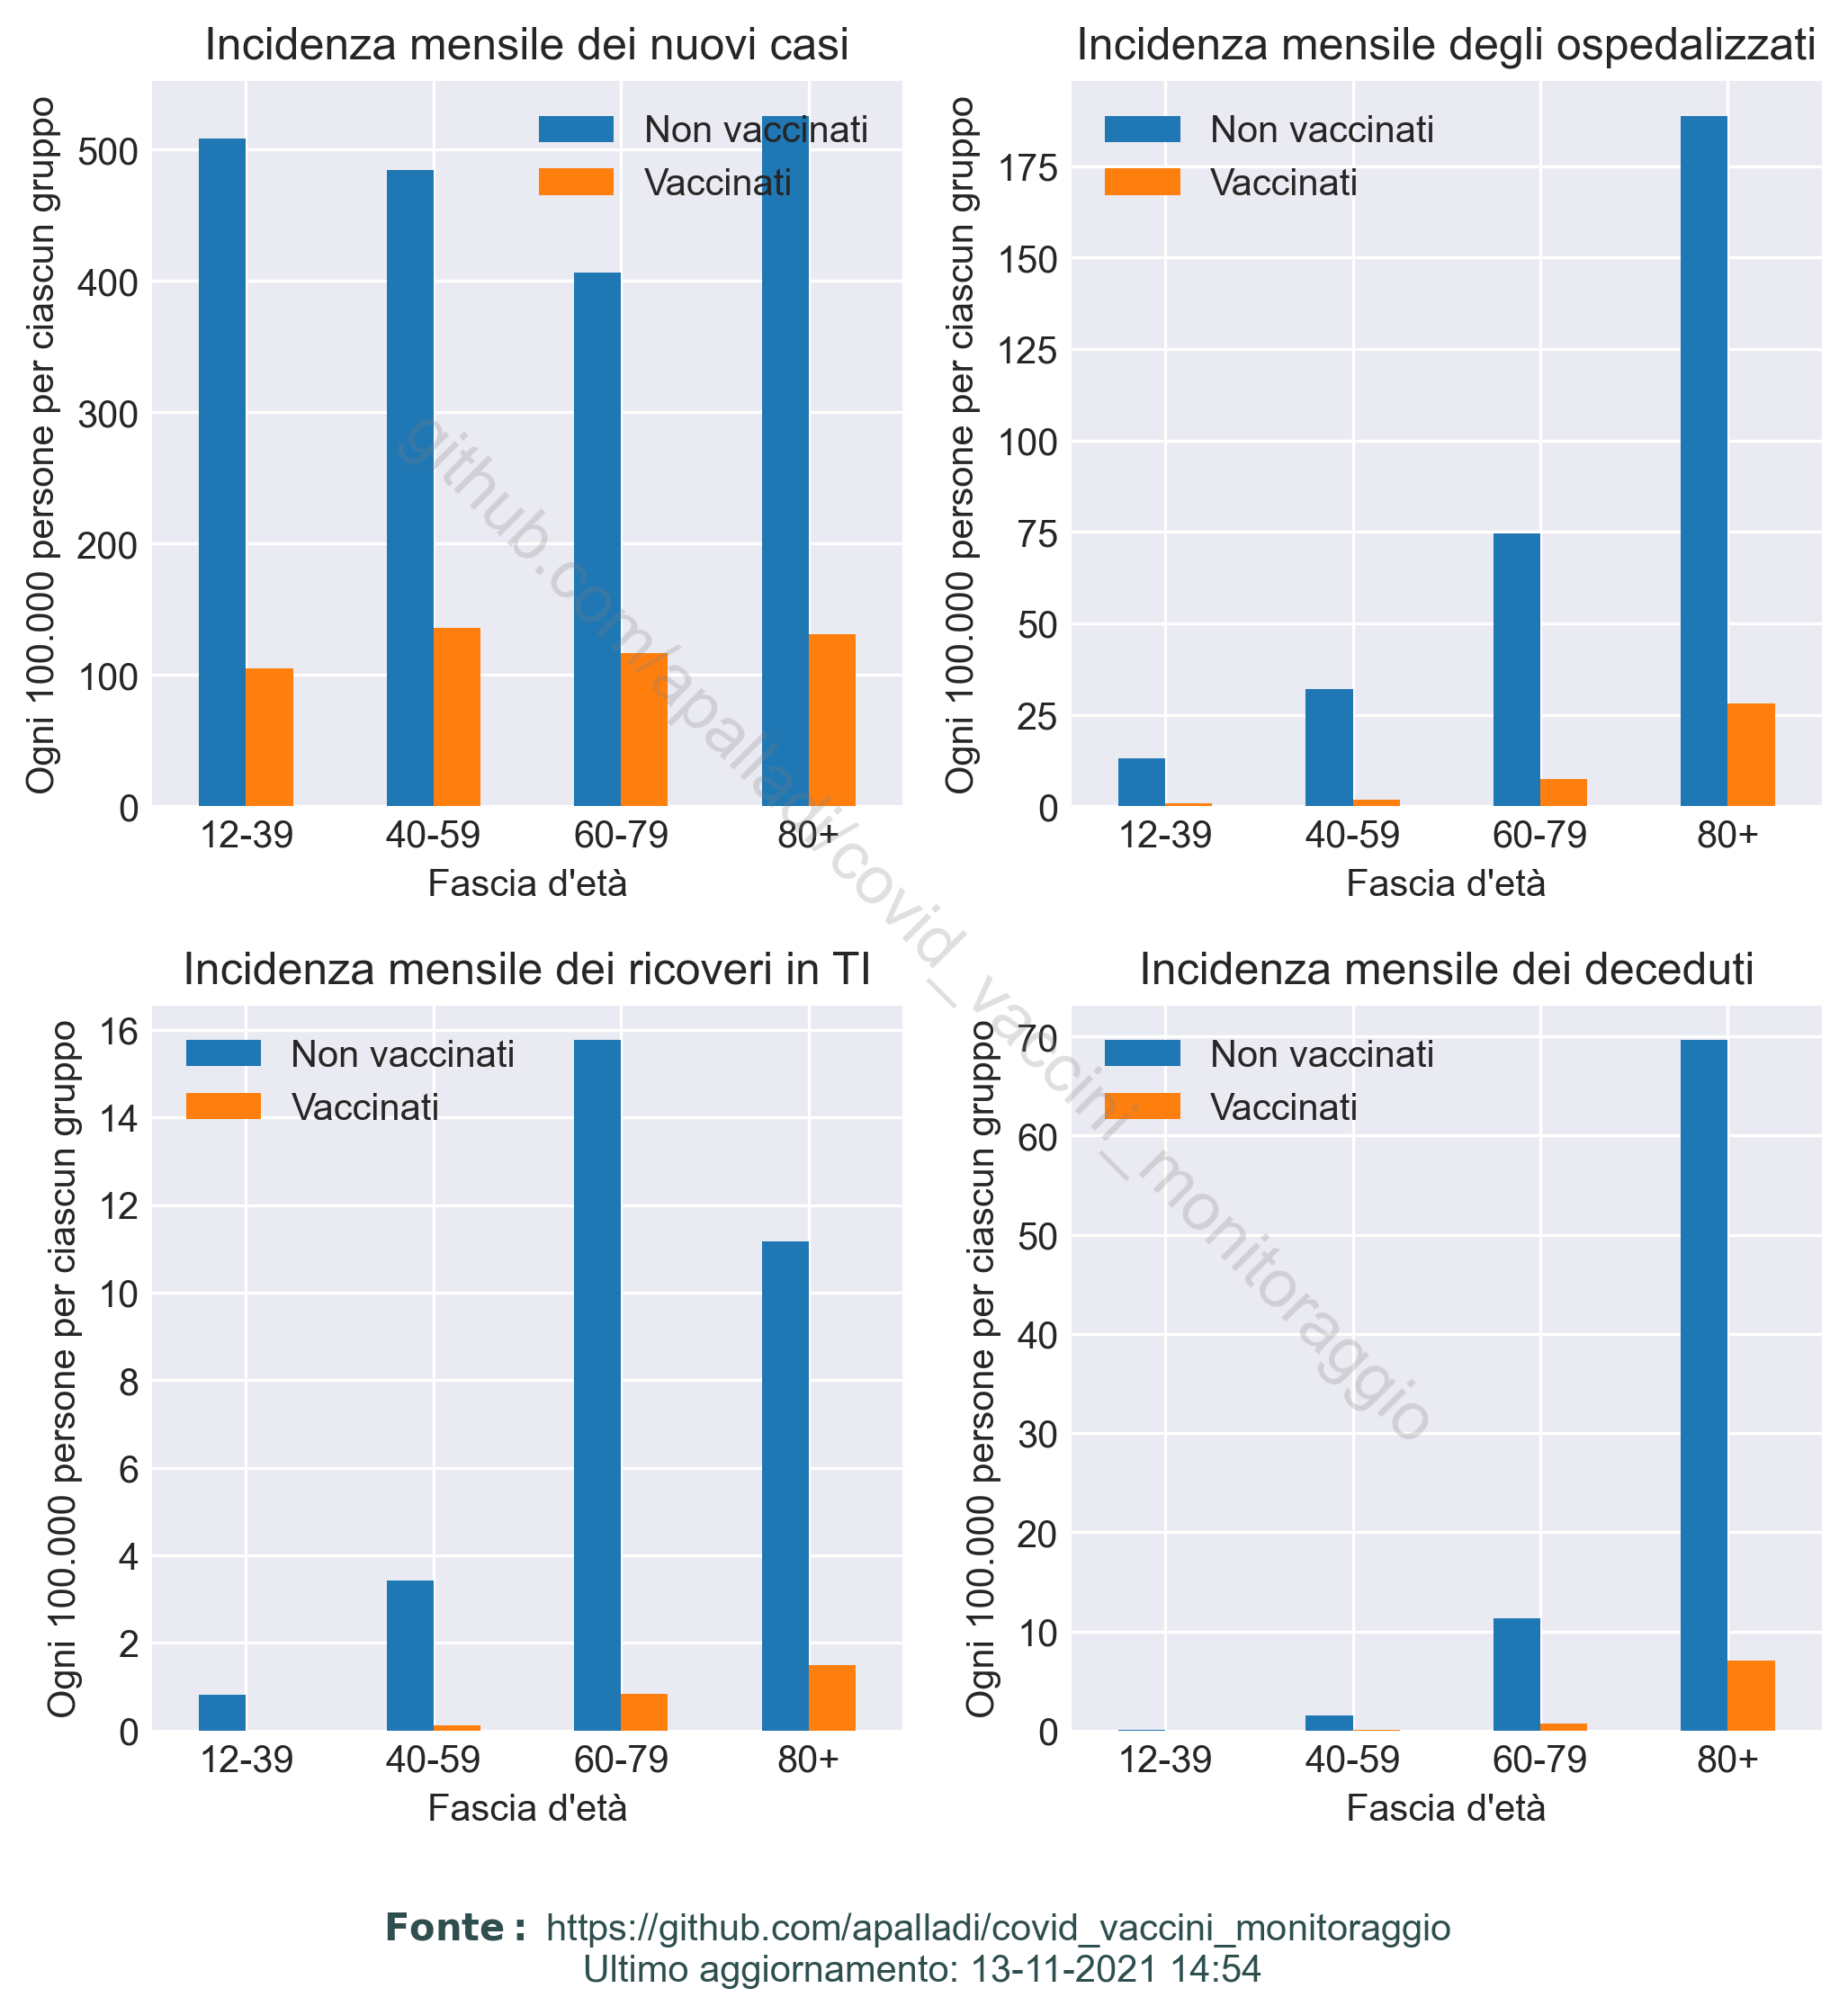 Incidenza mensile dei nuovi casi
Ogni 100.000 persone per ciascun gruppo
500
400
300
200
100
0
Non vaccinati
Vaccinati
12-39 40-59 60-79 80+
Fascia d'età
Incidenza mensile degli ospedalizzati
Ogni 100.000 persone per ciascun gruppo
175
150
125
100
75
50
25
0
Non vaccinati
Vaccinati
12-39 40-59 60-79 80+
Fascia d'età
Incidenza mensile dei ricoveri in TI
Ogni 100.000 persone per ciascun gruppo
16
14
12
10
8
6
4
2
0
Non vaccinati
Vaccinati
12-39 40-59 60-79 80+
Fascia d'età
Incidenza mensile dei deceduti
Ogni 100.000 persone per ciascun gruppo
70
60
50
40
30
20
10
0
Non vaccinati
Vaccinati
12-39 40-59 60-79 80+
Fascia d'età
github.com/apalladi/covid_vaccini_monitoraggio
Fonte: https://github.com/apalladi/covid_vaccini_monitoraggio
Ultimo aggiornamento: 13-11-2021 14:54